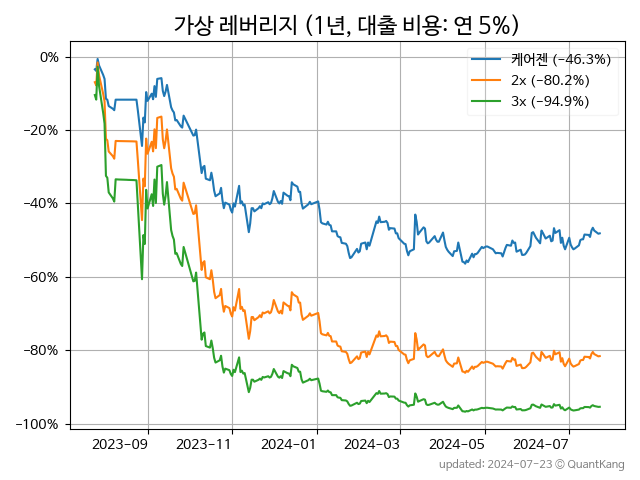 가상 레버리지 (1년, 대출 비용: 연 5%)
케어젠 (−46.3%)
2x (−80.2%)
3x (−94.9%)
0%
−20%
−40%
−60%
−80%
−100%
2023-09 2023-11 2024-01 2024-03 2024-05 2024-07
updated: 2024-07-23 © QuantKang